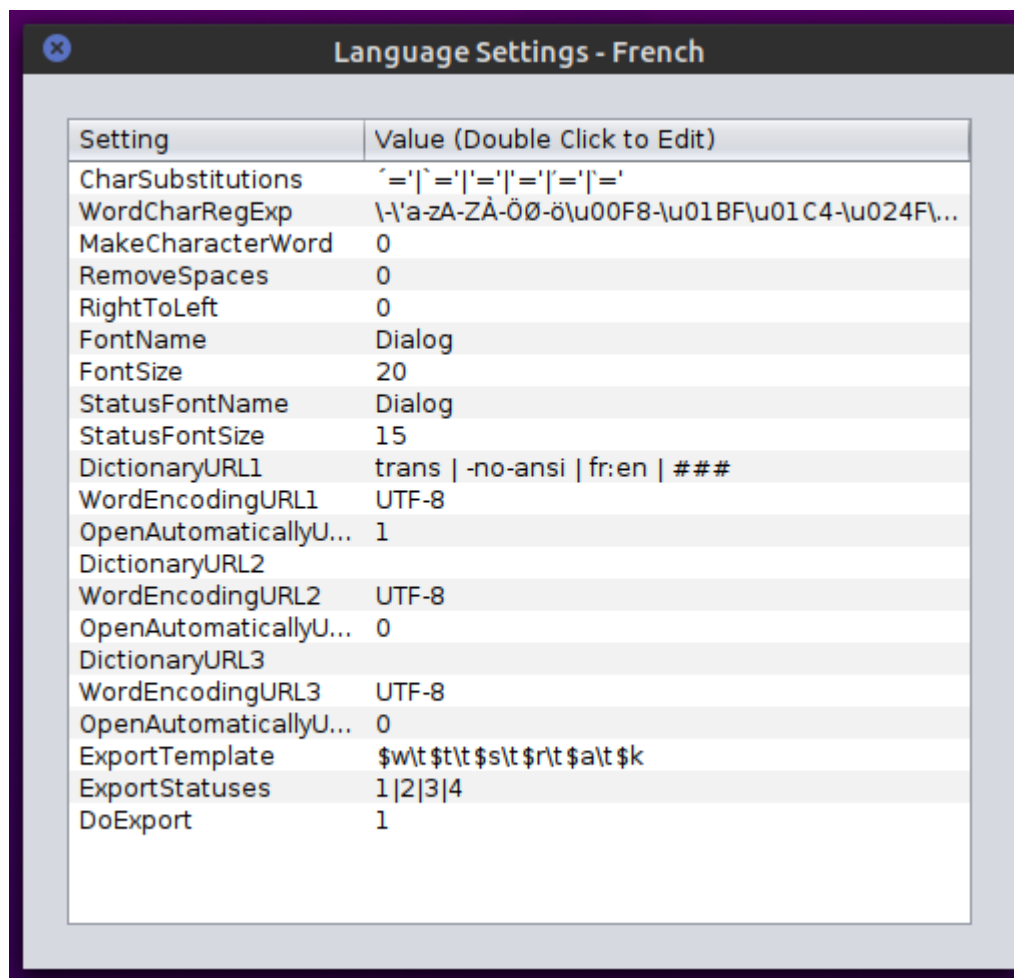 Language Settings - French
Setting Value (Double Click to Edit)
CharSubstitutions ´='|`='|'='|'='|′='|‵='
WordCharRegExp \-\'a-zA-ZÀ-ÖØ-ö\u00F8-\u01BF\u01C4-\u024F\...
MakeCharacterWord 0
RemoveSpaces 0
RightToLeft 0
FontName Dialog
FontSize 20
StatusFontName Dialog
StatusFontSize 15
DictionaryURL1 trans | -no-ansi | fr:en | ###
WordEncodingURL1 UTF-8
OpenAutomaticallyU... 1
DictionaryURL2
WordEncodingURL2 UTF-8
OpenAutomaticallyU... 0
DictionaryURL3
WordEncodingURL3 UTF-8
OpenAutomaticallyU... 0
ExportTemplate $w\t$t\t$s\t$r\t$a\t$k
ExportStatuses 1|2|3|4
DoExport 1